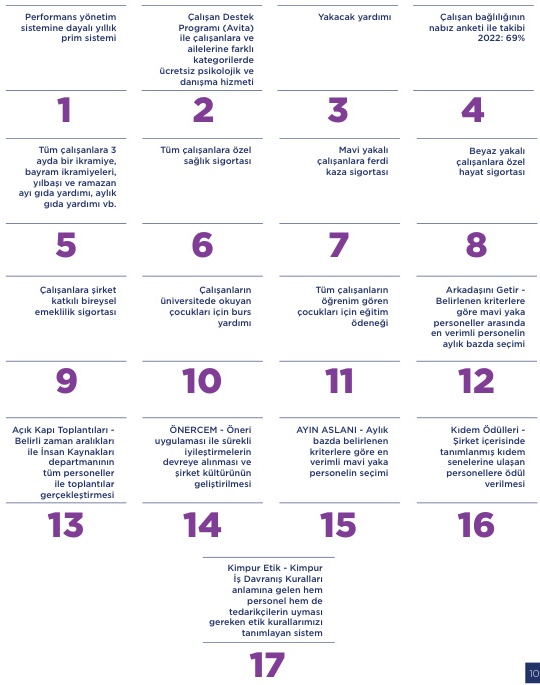 Performans yönetim
sistemine dayalı yıllık
prim sistemi
1
Çalışan Destek
Programı (Avita)
ile çalışanlara ve
ailelerine farklı
kategorilerde
ücretsiz psikolojik ve
danışma hizmeti
2
Yakacak yardımı
3
Çalışan bağlılığının
nabız anketi ile takibi
2022: 69%
4
Tüm çalışanlara 3
ayda bir ikramiye,
bayram ikramiyeleri,
yılbaşı ve ramazan
ayı gıda yardımı, aylık
gıda yardımı vb.
5
Tüm çalışanlara özel
sağlık sigortası
6
Mavi yakalı
çalışanlara ferdi
kaza sigortası
7
Beyaz yakalı
çalışanlara özel
hayat sigortası
8
Çalışanlara şirket
katkılı bireysel
emeklilik sigortası
9
Çalışanların
üniversitede okuyan
çocukları için burs
yardımı
10
Tüm çalışanların
öğrenim gören
çocukları için eğitim
ödeneği
11
Arkadaşını Getir -
Belirlenen kriterlere
göre mavi yaka
personeller arasında
en verimli personelin
aylık bazda seçimi
12
Açık Kapı Toplantıları -
Belirli zaman aralıkları
ile İnsan Kaynakları
departmanının
tüm personeller
ile toplantılar
gerçekleştirmesi
13
ÖNERCEM - Öneri
uygulaması ile sürekli
iyileştirmelerin
devreye alınması ve
şirket kültürünün
geliştirilmesi
14
AYIN ASLANI - Aylık
bazda belirlenen
kriterlere göre en
verimli mavi yaka
personelin seçimi
15
Kıdem Ödülleri -
Şirket içerisinde
tanımlanmış kıdem
senelerine ulaşan
personellere ödül
verilmesi
16
Kimpur Etik - Kimpur
İş Davranış Kuralları
anlamına gelen hem
personel hem de
tedarikçilerin uyması
gereken etik kurallarımızı
tanımlayan sistem
17